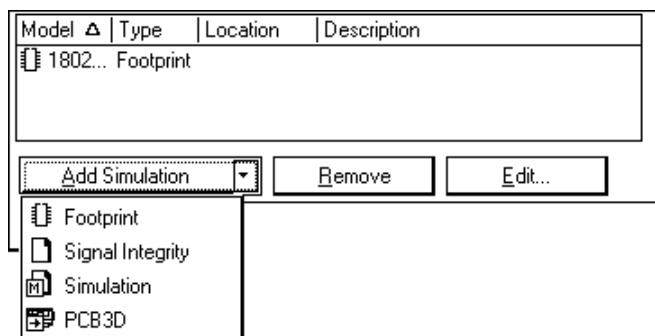 Model Type Location Description
1802... Footprint
Add Simulation Remove Edit...
Footprint
Signal Integrity
M Simulation
PCB3D